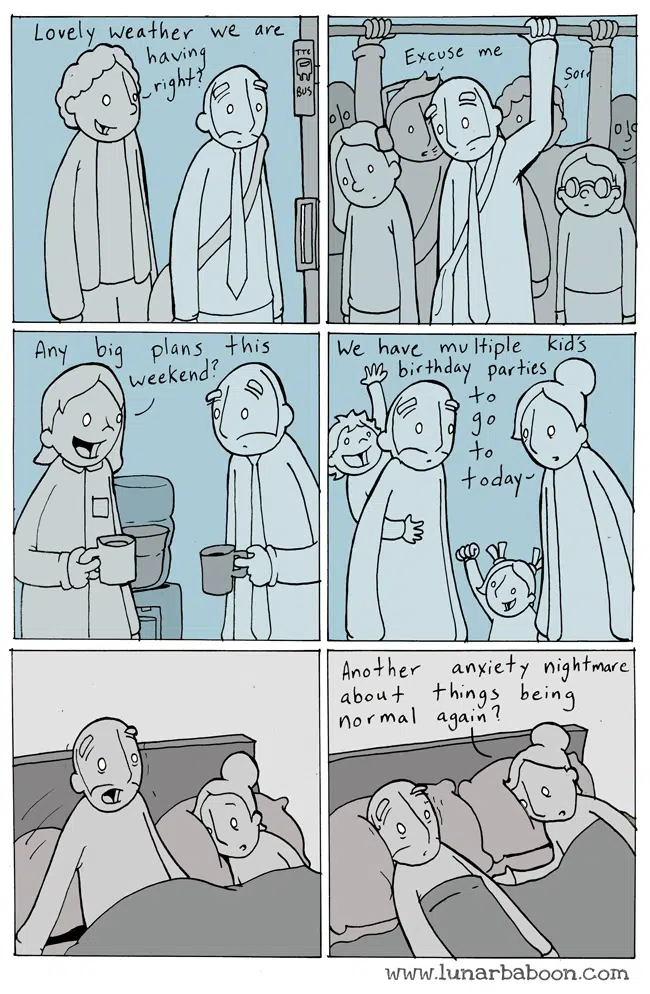 Lovely weather we are
having
right?
TTC
BUS
Excuse me
Sorr
Any big plans this
weekend?
We have multiple kid's
birthday parties
to
go
to
today
Another anxiety nightmare
about things being
normal again?
www.lunarbaboon.com